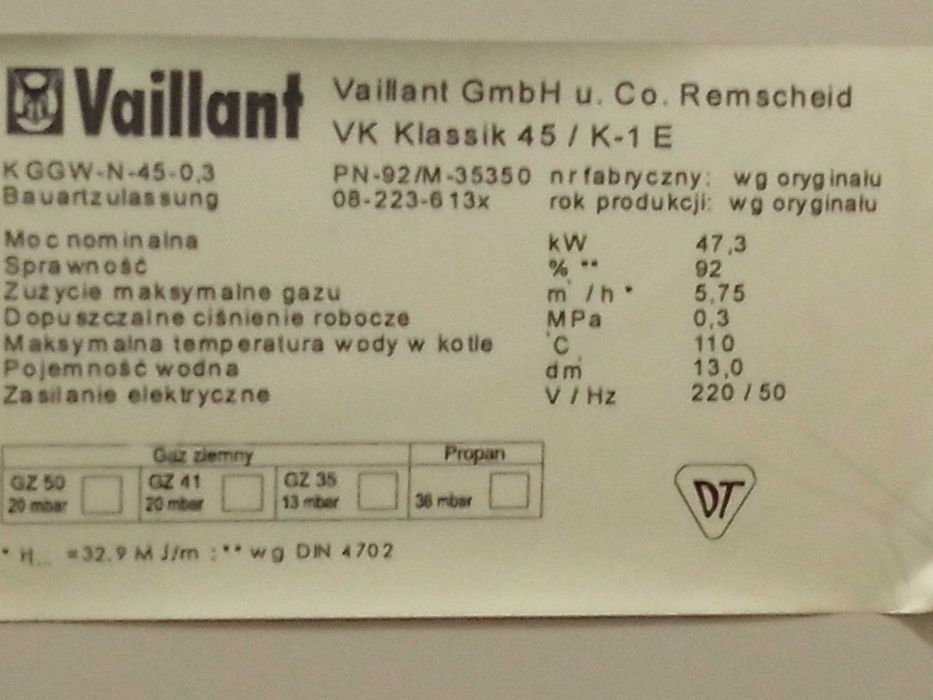 Vaillant
Vaillant GmbH u. Co. Remscheid
VK Klassik 45 / K-1 E
KGGW-N-45-0,3 PN-92/M-35350 nr fabryczny: wg oryginału
Bauartzulassung 08-223-613x rok produkcji: wg oryginału
Moc nominalna kW 47,3
Sprawność % ** 92
Zużycie maksymalne gazu m³/h * 5,75
Dopuszczalne ciśnienie robocze MPa 0,3
Maksymalna temperatura wody w kotle °C 110
Pojemność wodna dm³ 13,0
Zasilanie elektryczne V / Hz 220 / 50
Gaz ziemny Propan
GZ 50 GZ 41 GZ 35
20 mbar 20 mbar 13 mbar 36 mbar
DT
* H =32.9 MJ/m ; ** wg DIN 4702